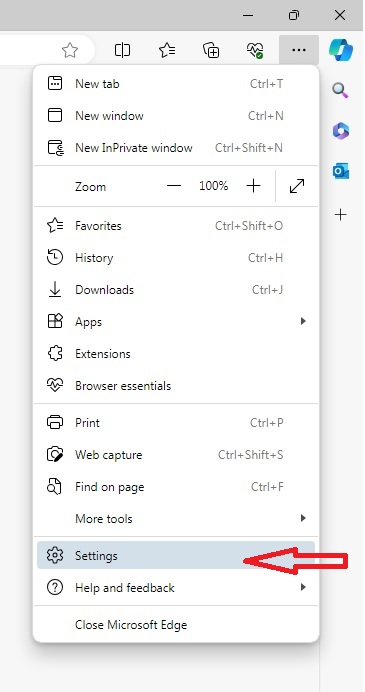 New tab Ctrl+T
New window Ctrl+N
New InPrivate window Ctrl+Shift+N
Zoom 100%
Favorites Ctrl+Shift+O
History Ctrl+H
Downloads Ctrl+J
Apps
Extensions
Browser essentials
Print Ctrl+P
Web capture Ctrl+Shift+S
Find on page Ctrl+F
More tools
Settings
Help and feedback
Close Microsoft Edge